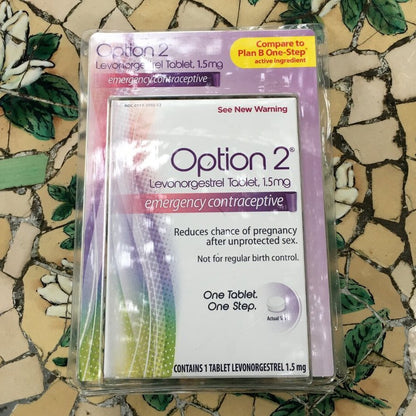 Option 2®
Levonorgestrel Tablet, 1.5mg
emergency contraceptive
Compare to
Plan B One-Step®
active ingredient
See New Warning
Option 2®
Levonorgestrel Tablet, 1.5mg
emergency contraceptive
Reduces chance of pregnancy
after unprotected sex.
Not for regular birth control.
One Tablet.
One Step.
Actual
CONTAINS 1 TABLET LEVONORGESTREL 1.5 mg